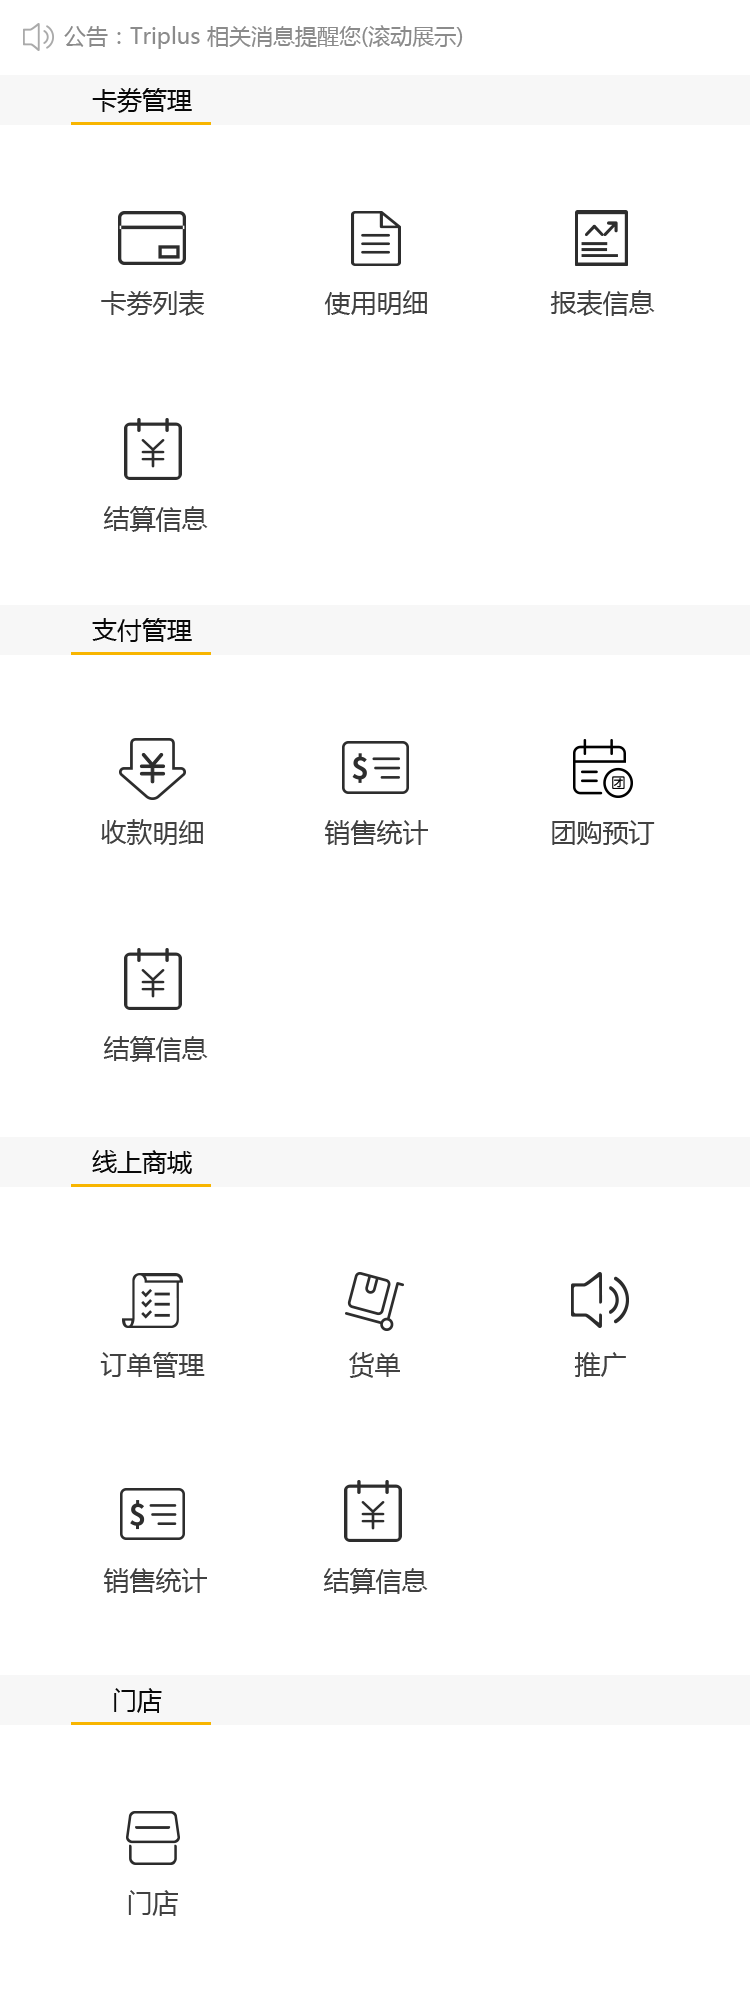 公告：Triplus 相关消息提醒您(滚动展示)
卡劵管理
卡劵列表 使用明细 报表信息
结算信息
支付管理
收款明细 销售统计 团购预订
结算信息
线上商城
订单管理 货单 推广
销售统计 结算信息
门店
门店